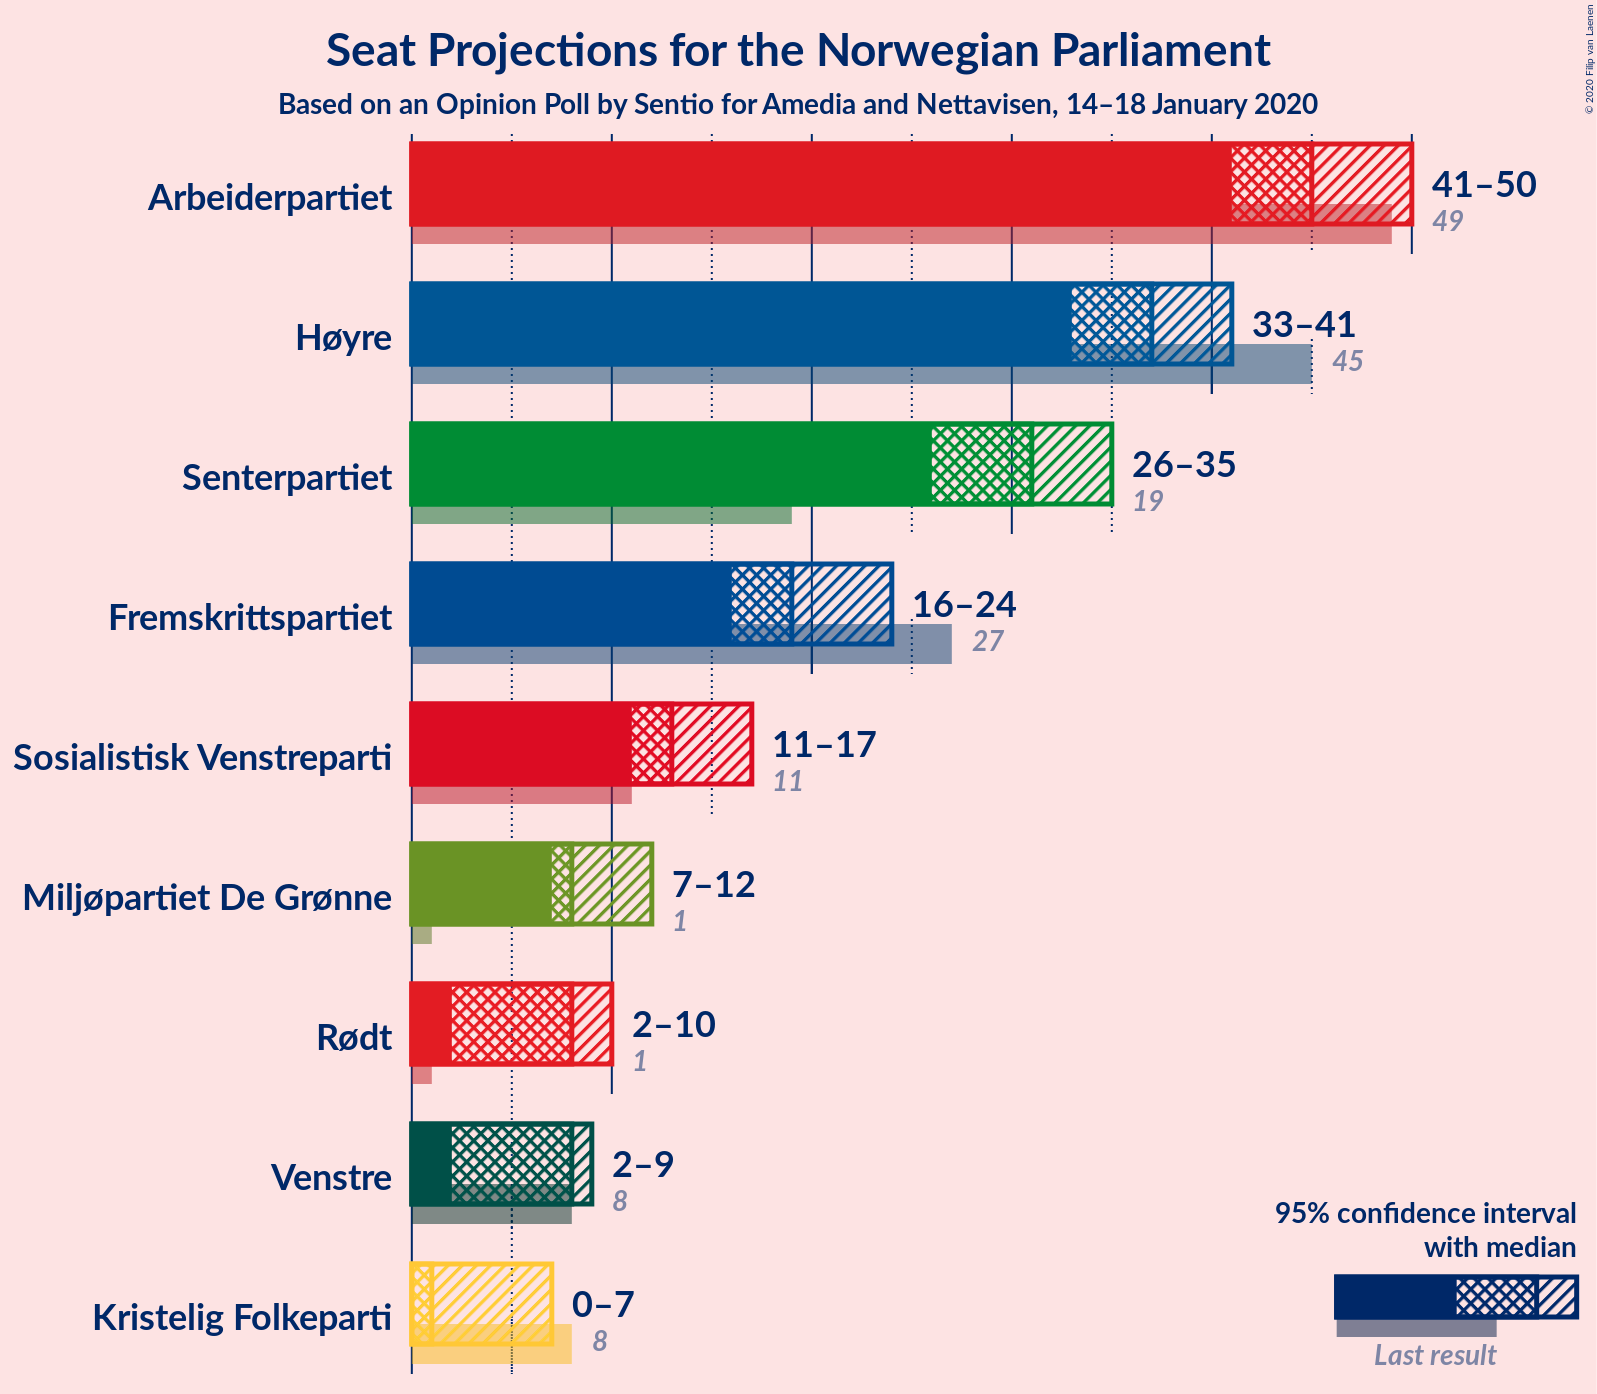 Seat Projections for the Norwegian Parliament
Based on an Opinion Poll by Sentio for Amedia and Nettavisen, 14–18 January 2020
© 2020 Filip van Laenen
Arbeiderpartiet
41–50
49
Høyre
33–41
45
Senterpartiet
26–35
19
Fremskrittspartiet
16–24
27
Sosialistisk Venstreparti
11–17
11
Miljøpartiet De Grønne
7–12
1
Rødt
2–10
1
Venstre
2–9
8
Kristelig Folkeparti
0–7
8
95% confidence interval
with median
Last result